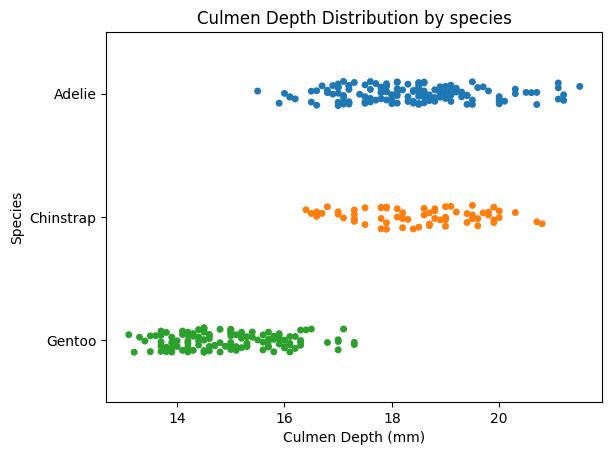 Culmen Depth Distribution by species
Species
Adelie
Chinstrap
Gentoo
14 16 18 20
Culmen Depth (mm)